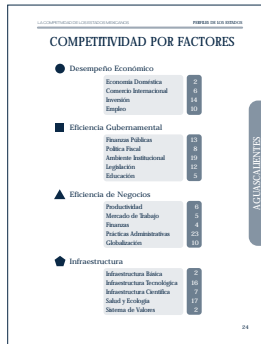 LA COMPETITIVIDAD DE LOS ESTADOS MEXICANOS
PERFILES DE LOS ESTADOS
COMPETITIVIDAD POR FACTORES
Desempeño Económico
Economía Doméstica 2
Comercio Internacional 6
Inversión 14
Empleo 10
Eficiencia Gubernamental
Finanzas Públicas 13
Política Fiscal 8
Ambiente Institucional 19
Legislación 12
Educación 5
Eficiencia de Negocios
Productividad 6
Mercado de Trabajo 5
Finanzas 4
Prácticas Administrativas 23
Globalización 10
Infraestructura
Infraestructura Básica 2
Infraestructura Tecnológica 16
Infraestructura Científica 7
Salud y Ecología 17
Sistema de Valores 2
AGUASCALIENTES
24